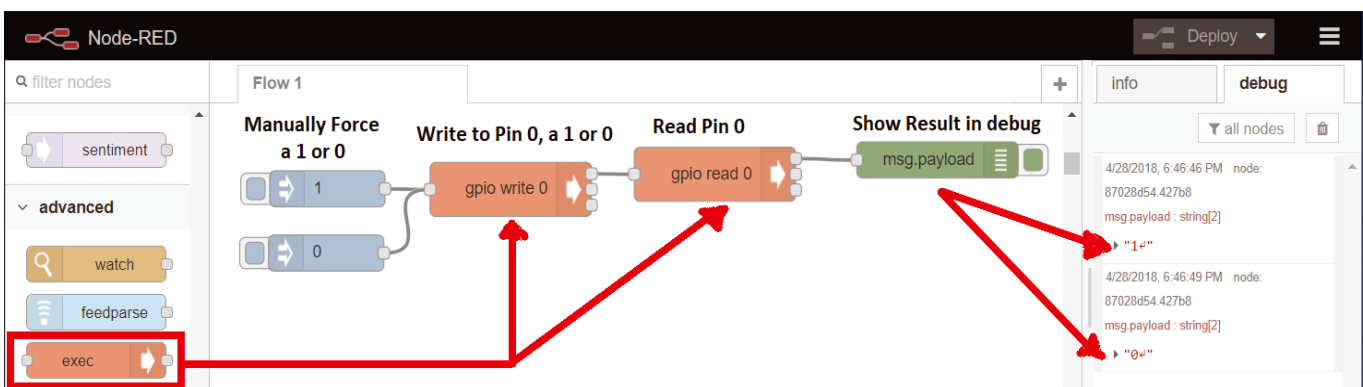 Node-RED
Deploy
filter nodes
Flow 1
info
debug
all nodes
sentiment
advanced
watch
feedparse
exec
Manually Force
a 1 or 0
Write to Pin 0, a 1 or 0
Read Pin 0
Show Result in debug
1
0
gpio write 0
gpio read 0
msg.payload
4/28/2018, 6:46:46 PM node:
87028d54.427b8
msg.payload : string[2]
"1↵"
4/28/2018, 6:46:49 PM node:
87028d54.427b8
msg.payload : string[2]
"0↵"